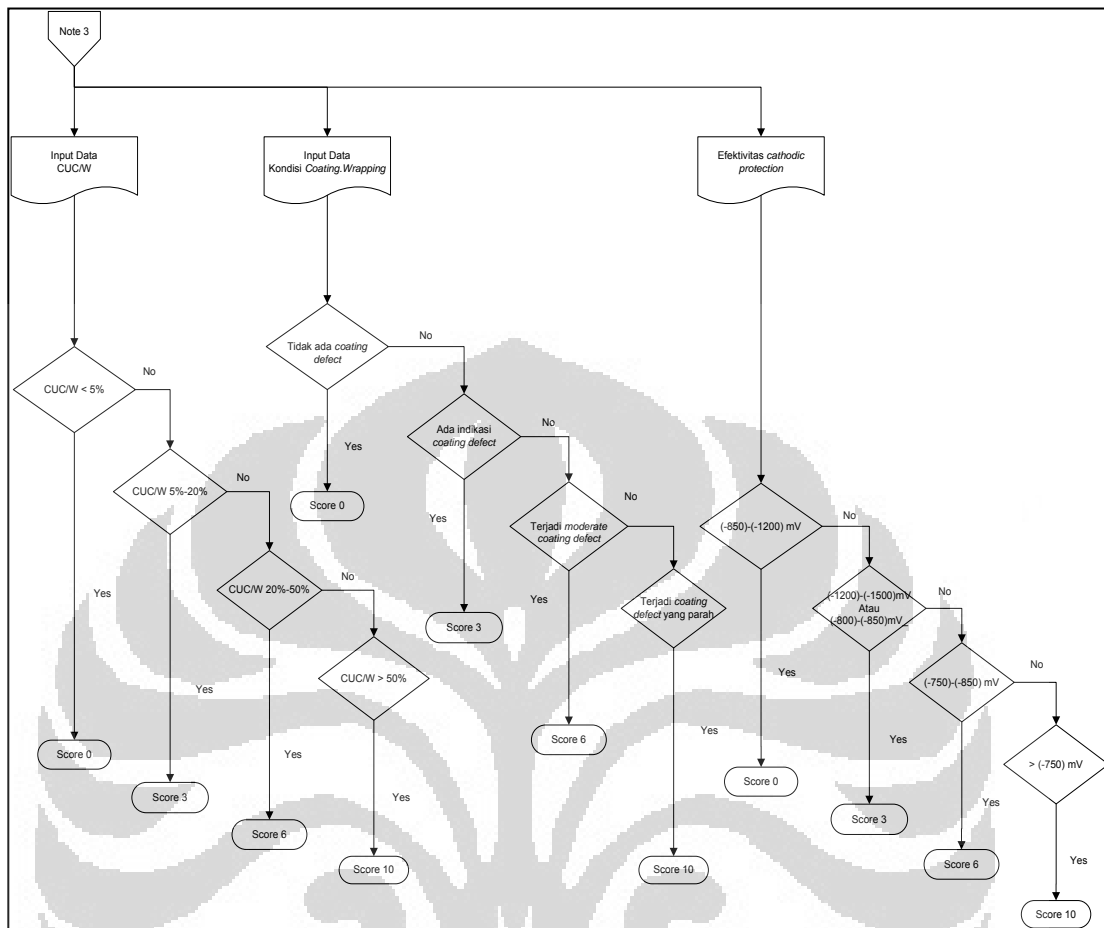 Note 3
Input Data
CUC/W
Input Data
Kondisi Coating.Wrapping
Efektivitas cathodic
protection
CUC/W < 5%
No
Yes
Score 0
CUC/W 5%-20%
No
Yes
Score 3
CUC/W 20%-50%
No
Yes
Score 6
CUC/W > 50%
Yes
Score 10
Tidak ada coating
defect
No
Yes
Score 0
Ada indikasi
coating defect
No
Yes
Score 3
Terjadi moderate
coating defect
No
Yes
Score 6
Terjadi coating
defect yang parah
Yes
Score 10
(-850)-(-1200) mV
No
Yes
Score 0
(-1200)-(-1500)mV
Atau
(-800)-(-850)mV_
No
Yes
Score 3
(-750)-(-850) mV
No
Yes
Score 6
> (-750) mV
Yes
Score 10